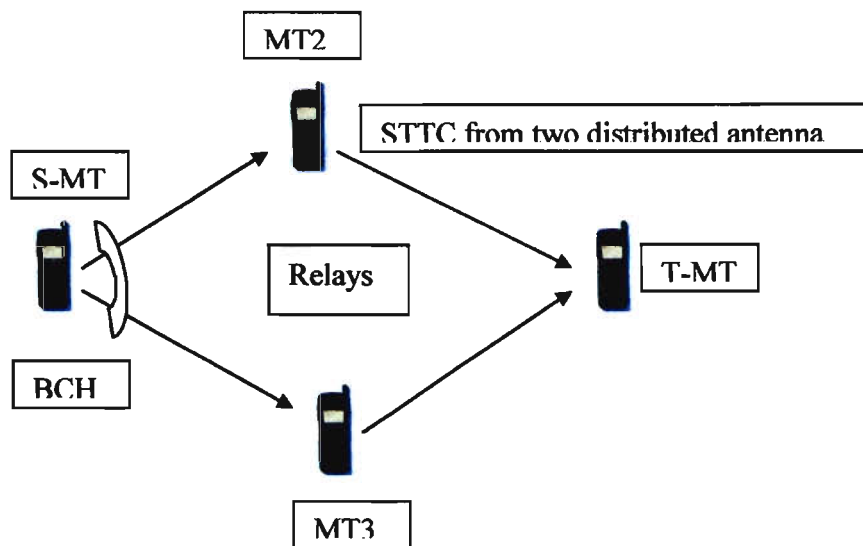 MT2
STTC from two distributed antenna
S-MT
Relays
T-MT
BCH
MT3